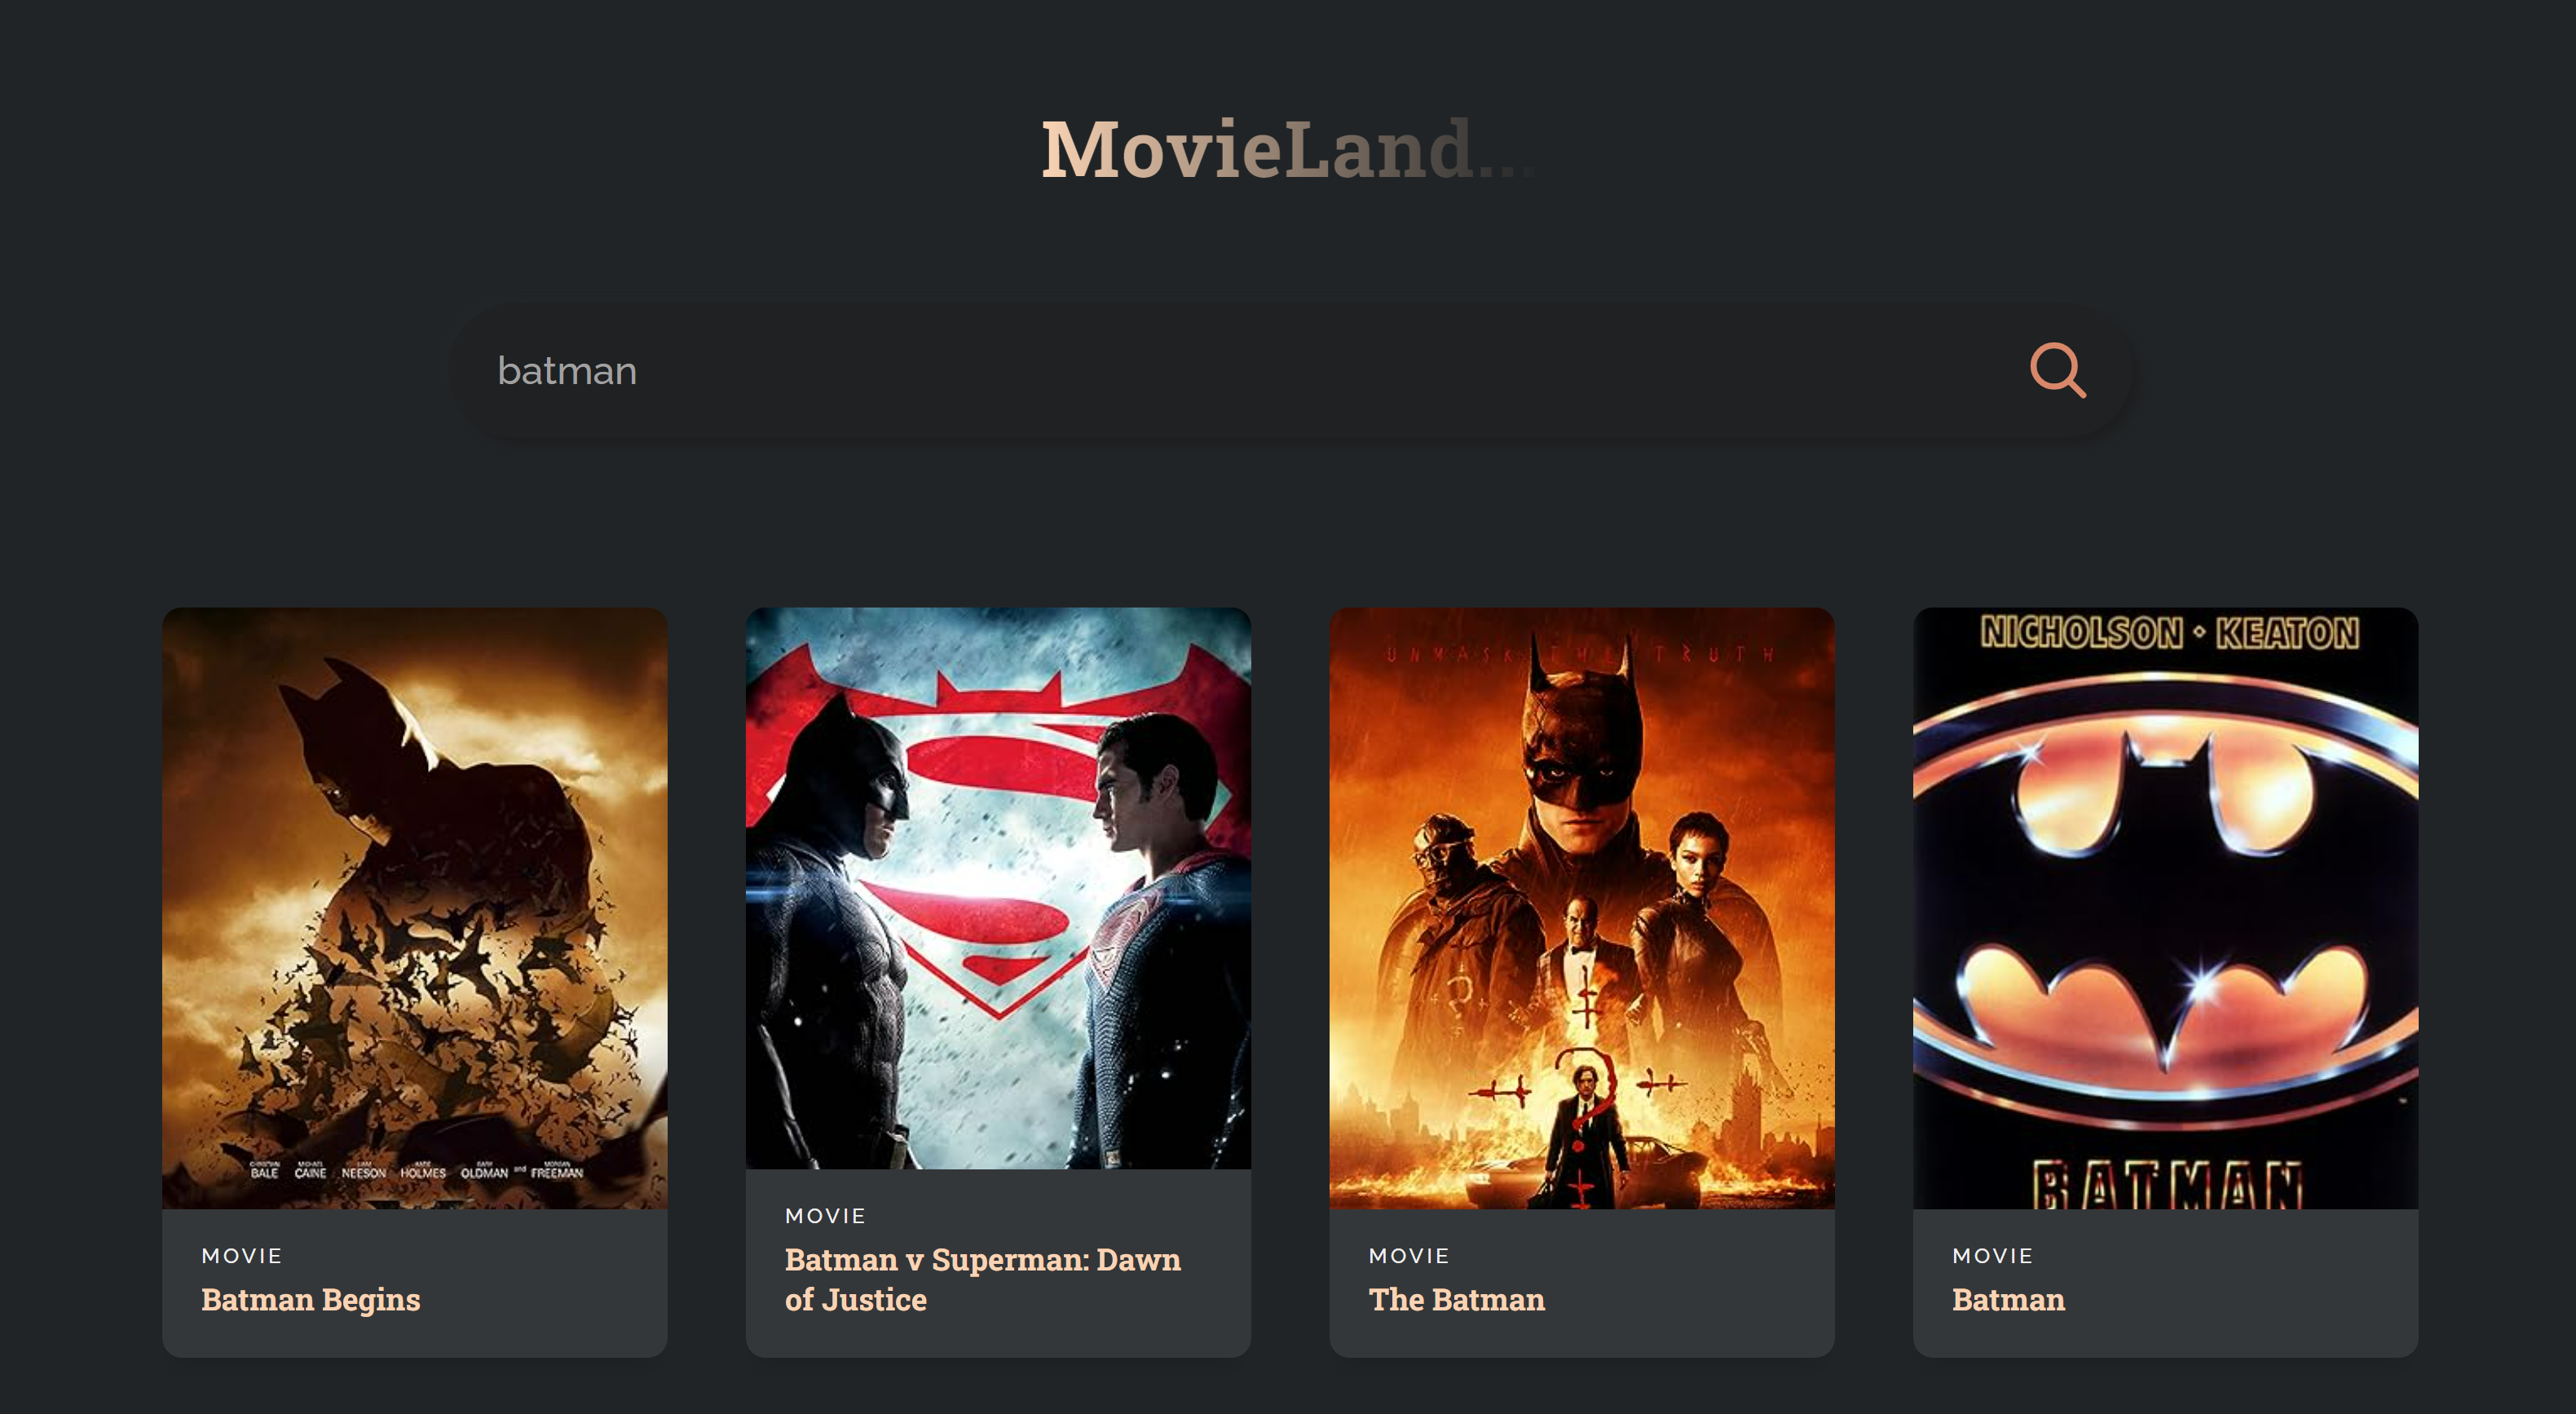 MovieLand...
batman
UNMASK THE TRUTH
NICHOLSON · KEATON
BATMAN
CHRISTIAN BALE MICHAEL CAINE LIAM NEESON KATIE HOLMES GARY OLDMAN and MORGAN FREEMAN
MOVIE
Batman Begins
MOVIE
Batman v Superman: Dawn
of Justice
MOVIE
The Batman
MOVIE
Batman